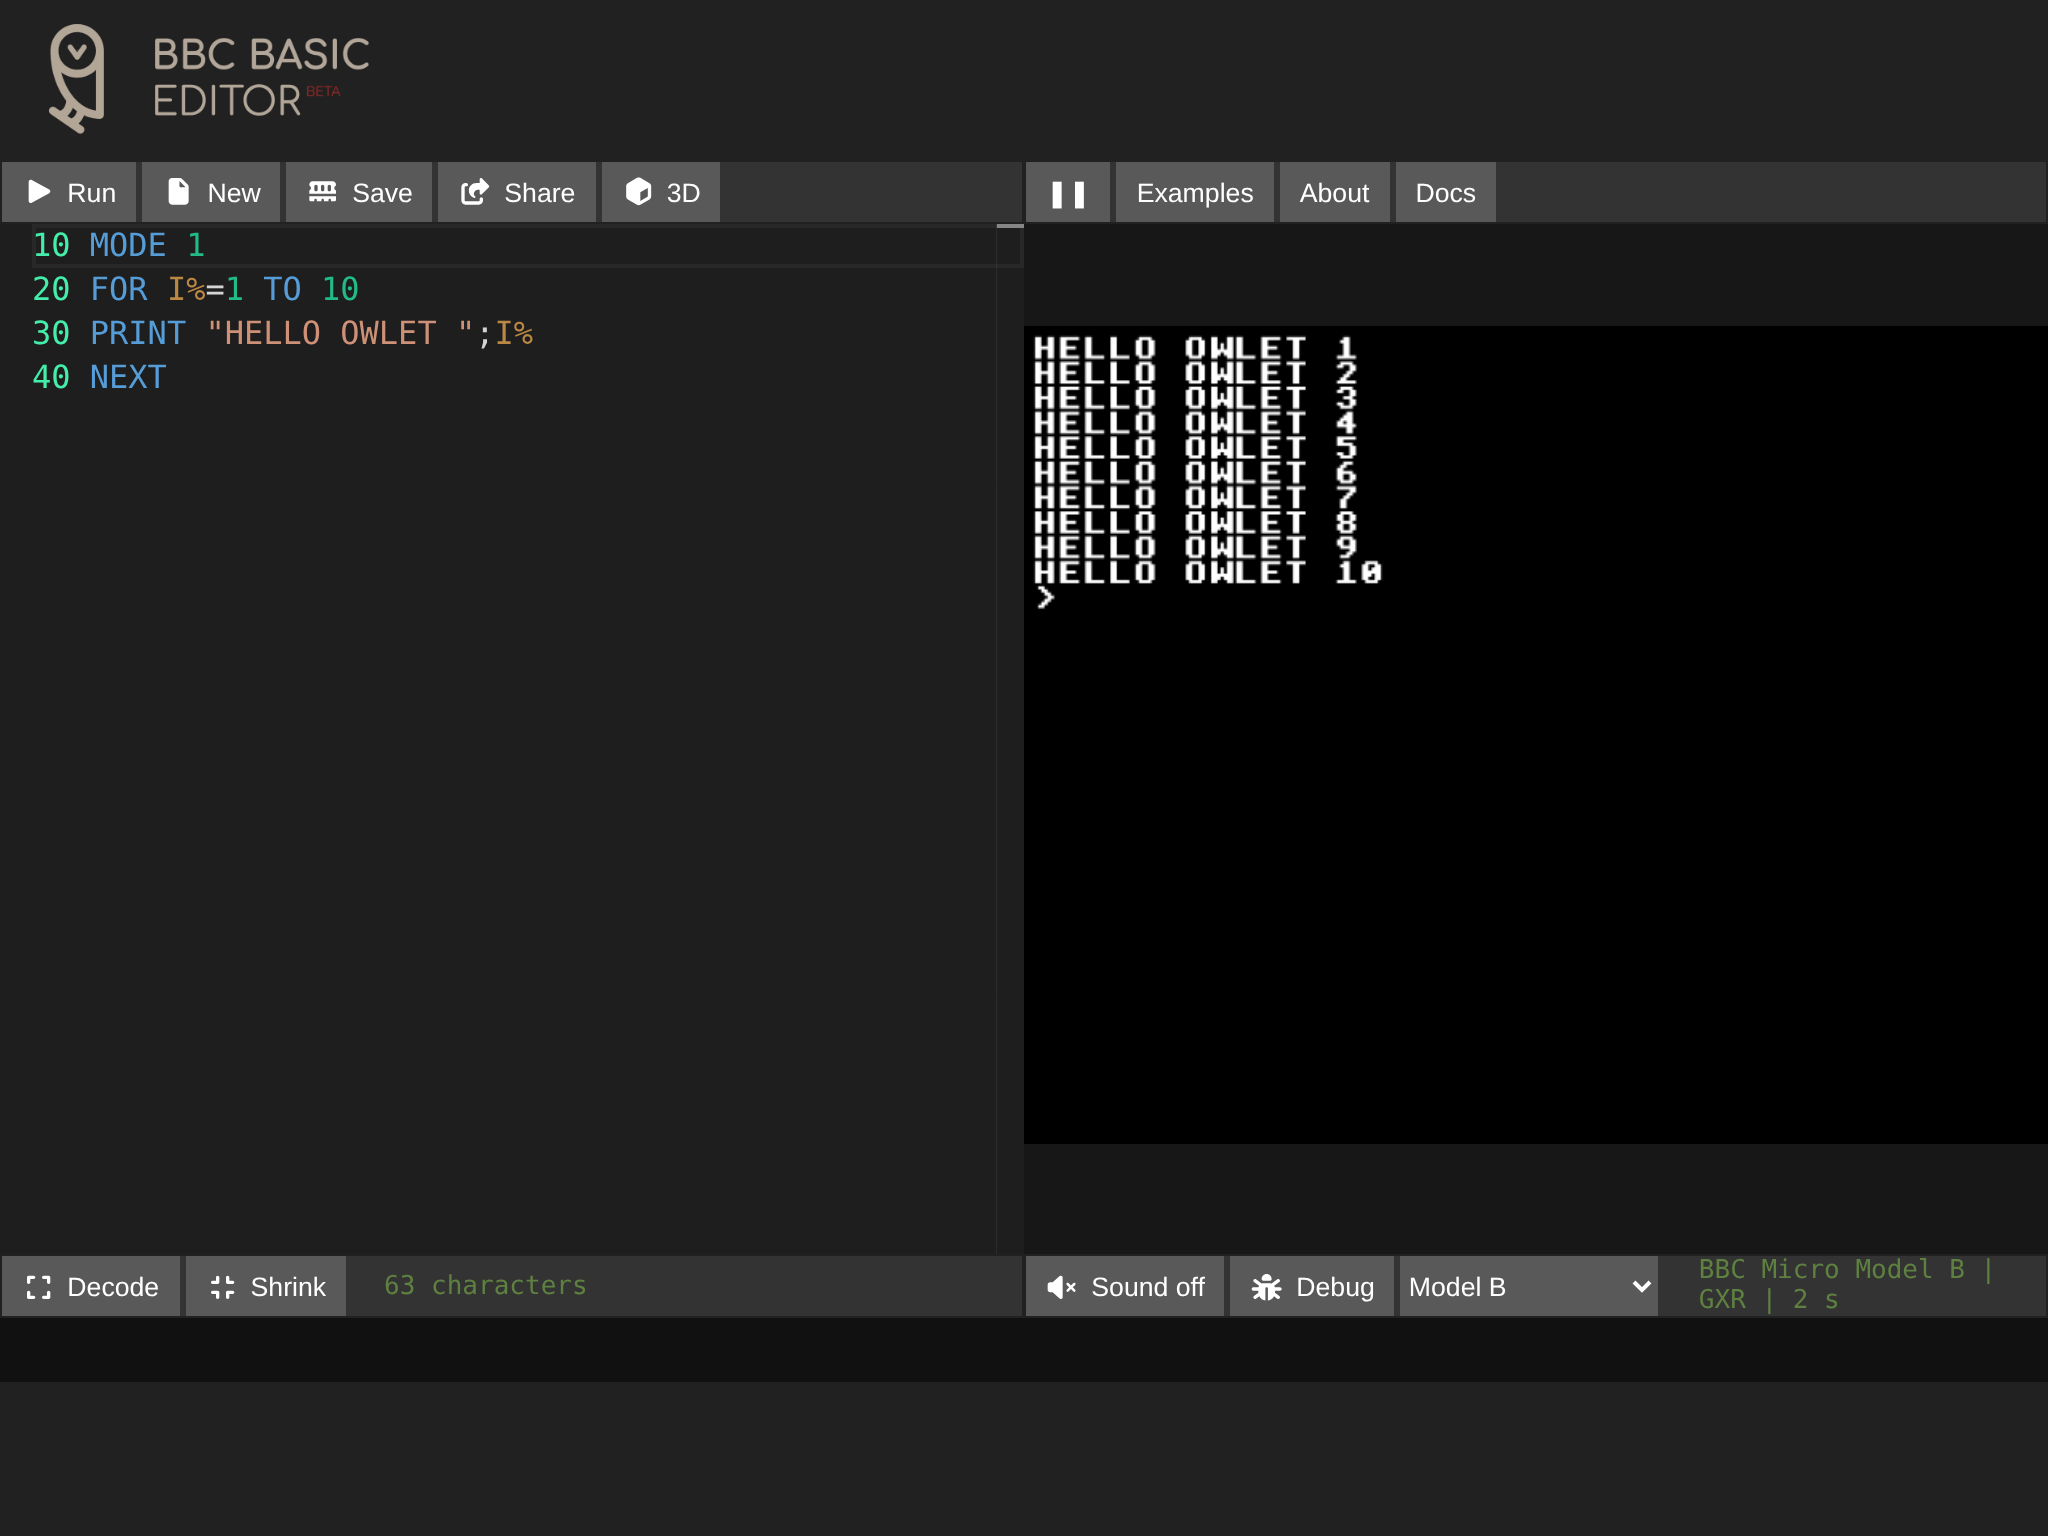 BBC BASIC
EDITOR BETA
Run New Save Share 3D
Examples About Docs
10 MODE 1
20 FOR I%=1 TO 10
30 PRINT "HELLO OWLET ";I%
40 NEXT
HELLO OWLET 1
HELLO OWLET 2
HELLO OWLET 3
HELLO OWLET 4
HELLO OWLET 5
HELLO OWLET 6
HELLO OWLET 7
HELLO OWLET 8
HELLO OWLET 9
HELLO OWLET 10
>
Decode Shrink 63 characters
Sound off Debug Model B
BBC Micro Model B |
GXR | 2 s